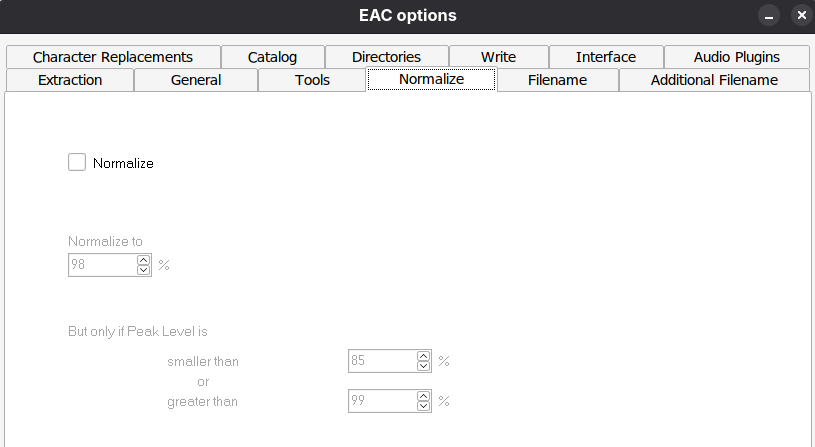 EAC options
Character Replacements Catalog Directories Write Interface Audio Plugins
Extraction General Tools Normalize Filename Additional Filename
Normalize
Normalize to
98 %
But only if Peak Level is
smaller than 85 %
or
greater than 99 %